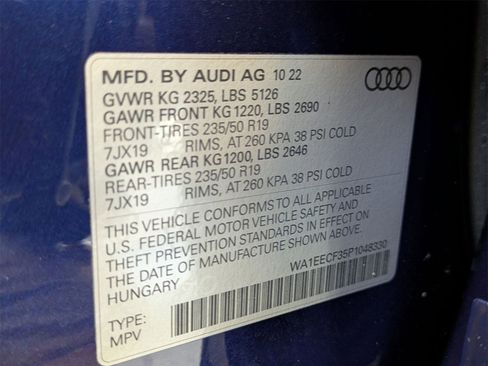 MFD. BY AUDI AG 10 22
GVWR KG 2325, LBS 5126
GAWR FRONT KG 1220, LBS 2690
FRONT-TIRES 235/50 R19
7JX19 RIMS, AT 260 KPA 38 PSI COLD
GAWR REAR KG 1200, LBS 2646
REAR-TIRES 235/50 R19
7JX19 RIMS, AT 260 KPA 38 PSI COLD
THIS VEHICLE CONFORMS TO ALL APPLICABLE
U.S. FEDERAL MOTOR VEHICLE SAFETY AND
THEFT PREVENTION STANDARDS IN EFFECT ON
THE DATE OF MANUFACTURE SHOWN ABOVE.
HUNGARY
WA1EECF35P1048330
TYPE:
MPV